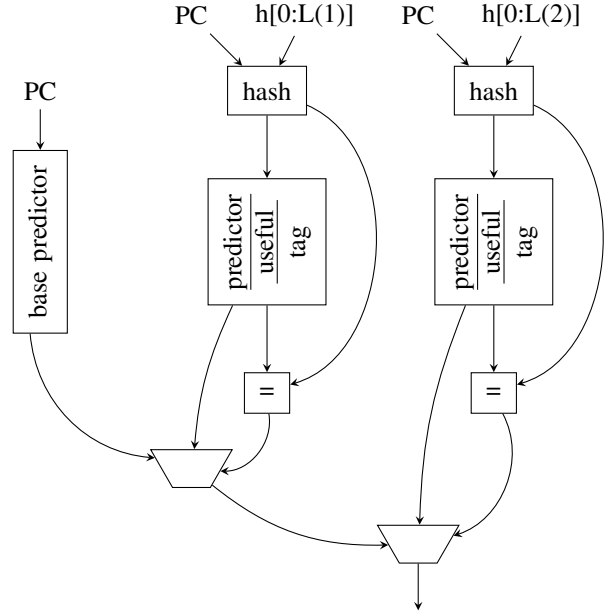 PC h[0:L(1)] PC h[0:L(2)]
hash hash
PC
base predictor
predictor
useful
tag
predictor
useful
tag
= =